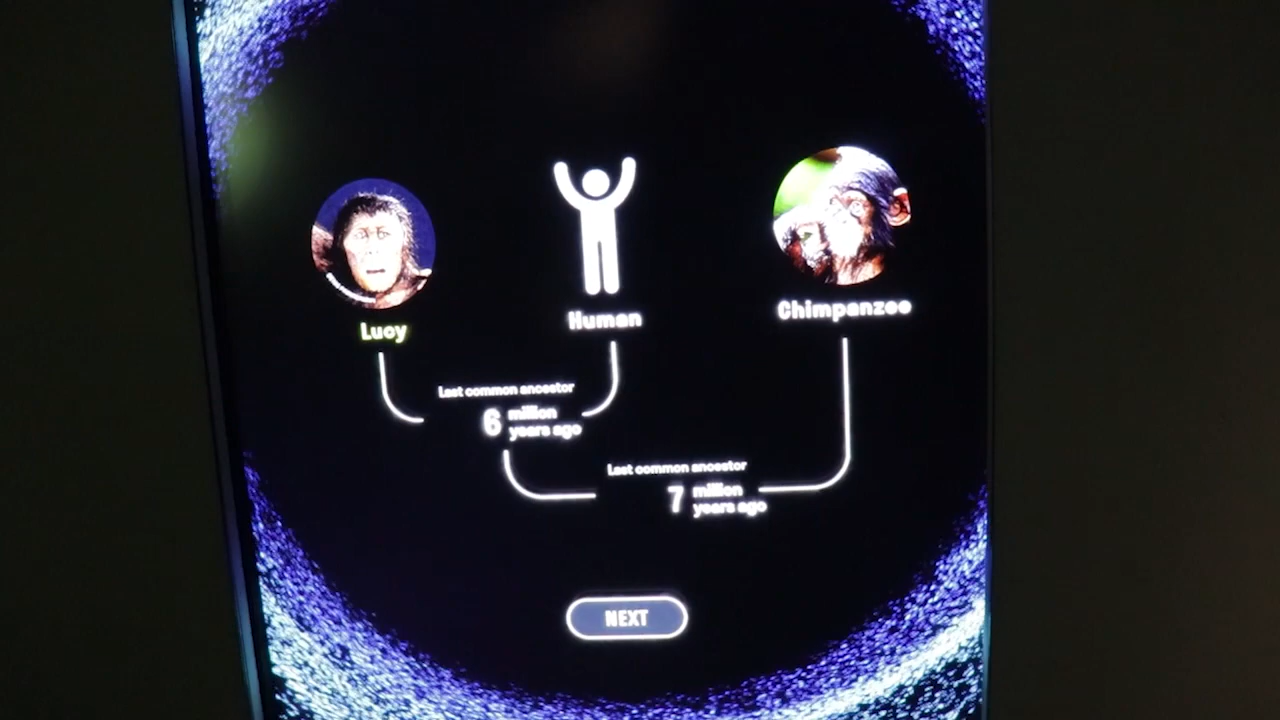 Lucy
Human
Chimpanzee
Last common ancestor
6 million
years ago
Last common ancestor
7 million
years ago
NEXT